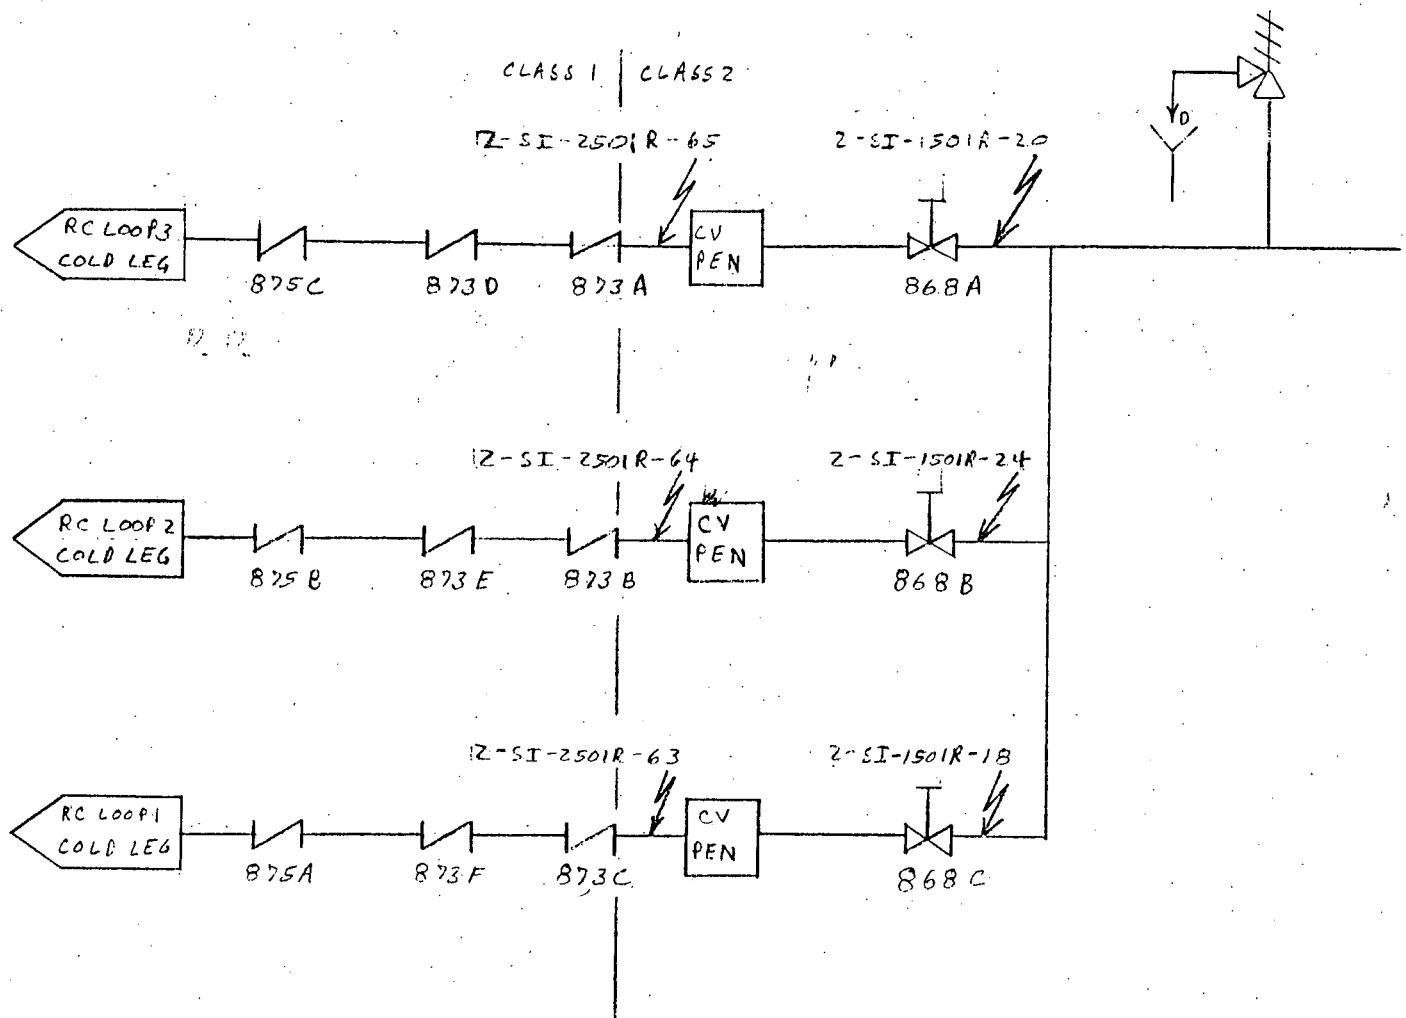 CLASS 1 CLASS 2
2-SI-2501R-65
2-SI-1501R-20
D
RC LOOP 3
COLD LEG
CV
PEN
875C
873D
873A
868A
2-SI-2501R-64
2-SI-1501R-24
RC LOOP 2
COLD LEG
CV
PEN
875B
873E
873B
868B
2-SI-2501R-63
2-SI-1501R-18
RC LOOP 1
COLD LEG
CV
PEN
875A
873F
873C
868C